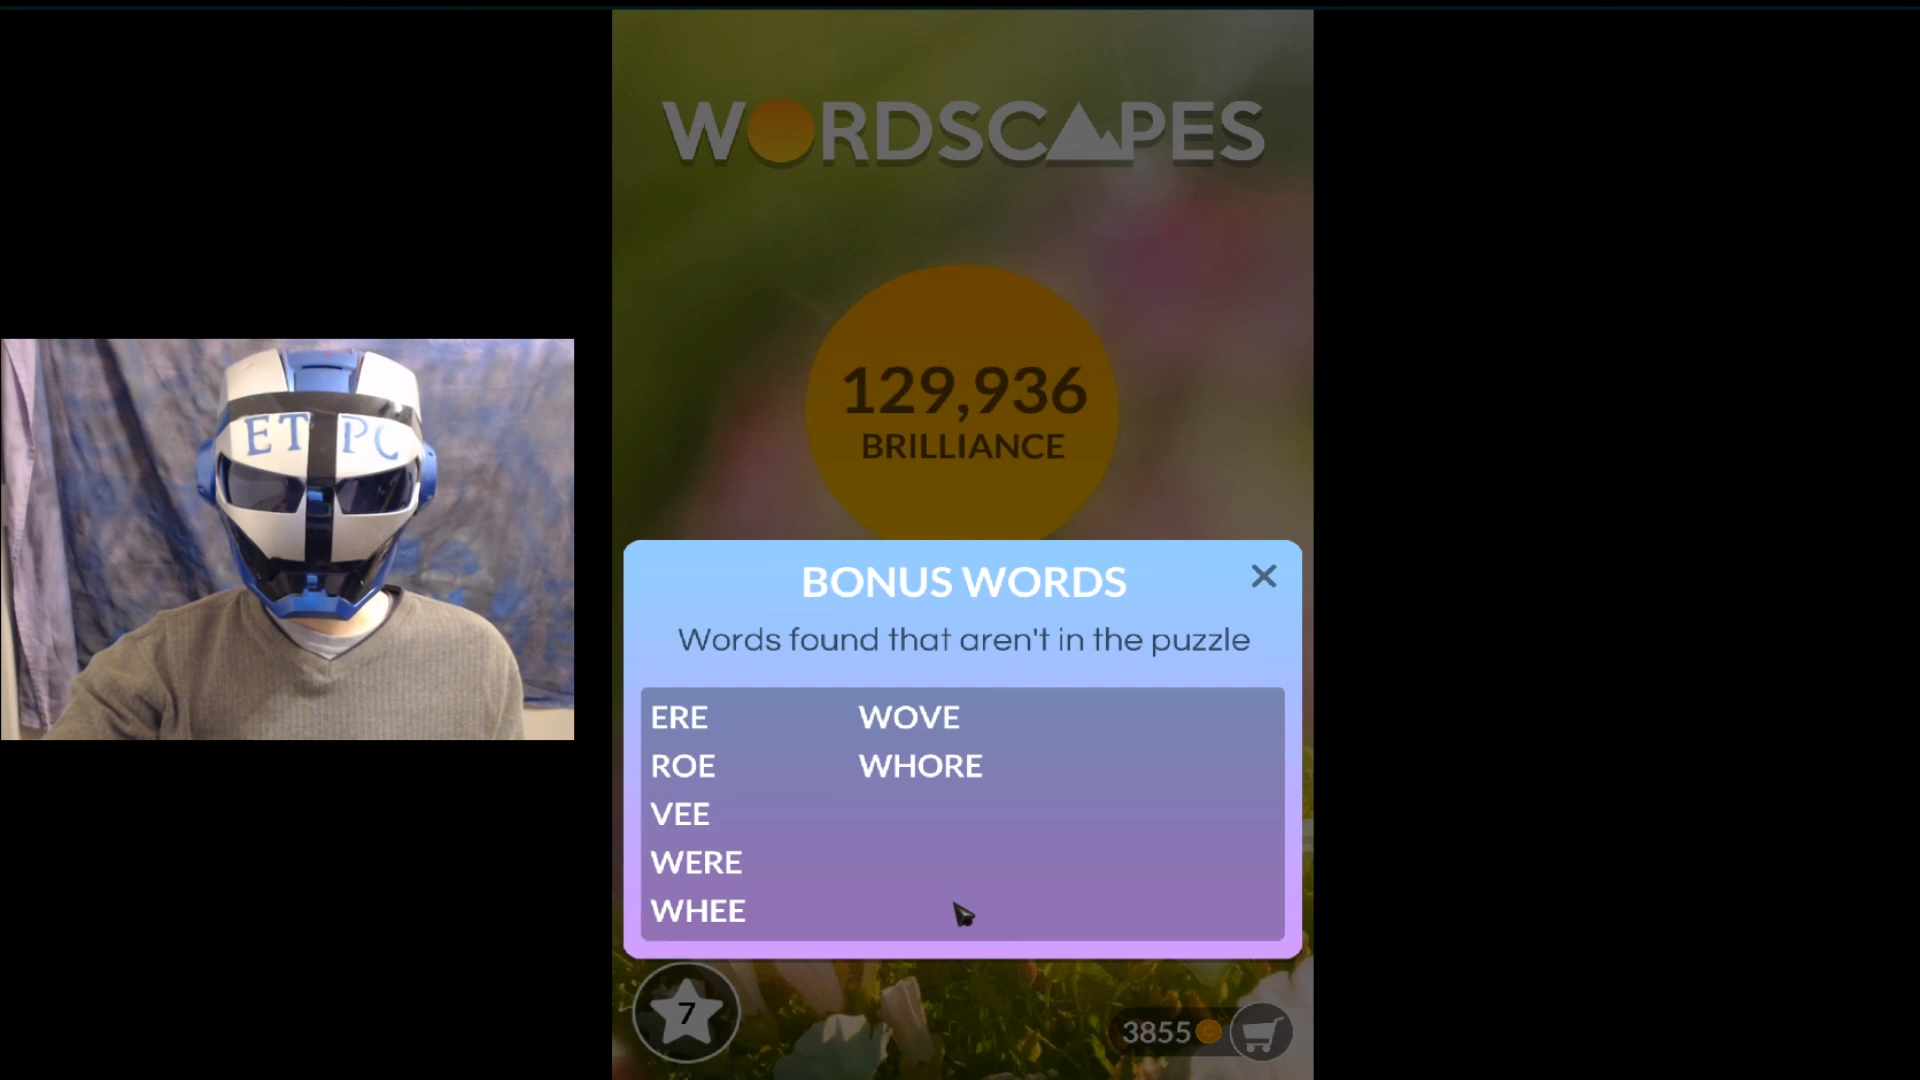 ET PC
WORDSCAPES
129,936
BRILLIANCE
BONUS WORDS
Words found that aren't in the puzzle
ERE
ROE
VEE
WERE
WHEE
WOVE
WHORE
7
3855